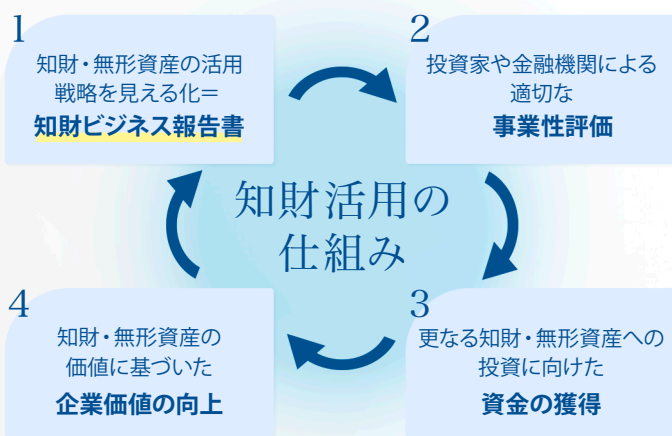 1
知財・無形資産の活用
戦略を見える化＝
知財ビジネス報告書
2
投資家や金融機関による
適切な
事業性評価
知財活用の
仕組み
4
知財・無形資産の
価値に基づいた
企業価値の向上
3
更なる知財・無形資産への
投資に向けた
資金の獲得